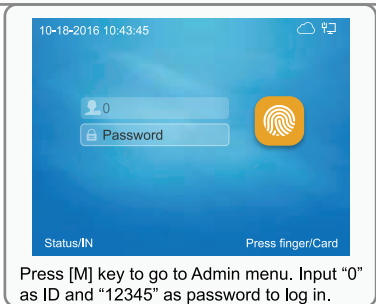 10-18-2016 10:43:45
0
Password
Status/IN
Press finger/Card
Press [M] key to go to Admin menu. Input “0”
as ID and “12345” as password to log in.